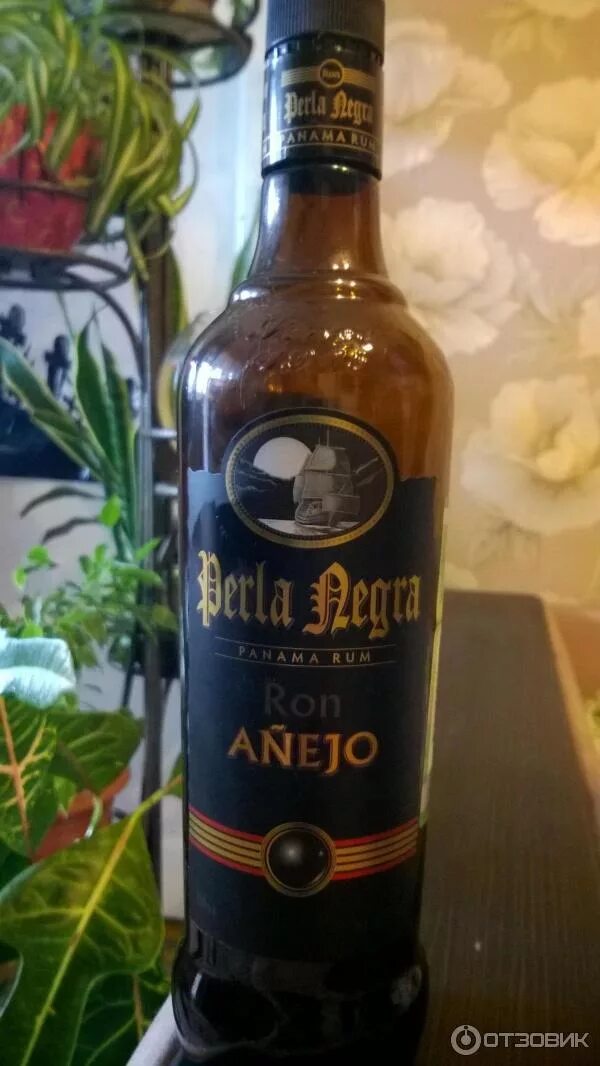 RON
Perla Negra
PANAMA RUM
Perla Negra
PANAMA RUM
Ron
AÑEJO
ОТЗОВИК